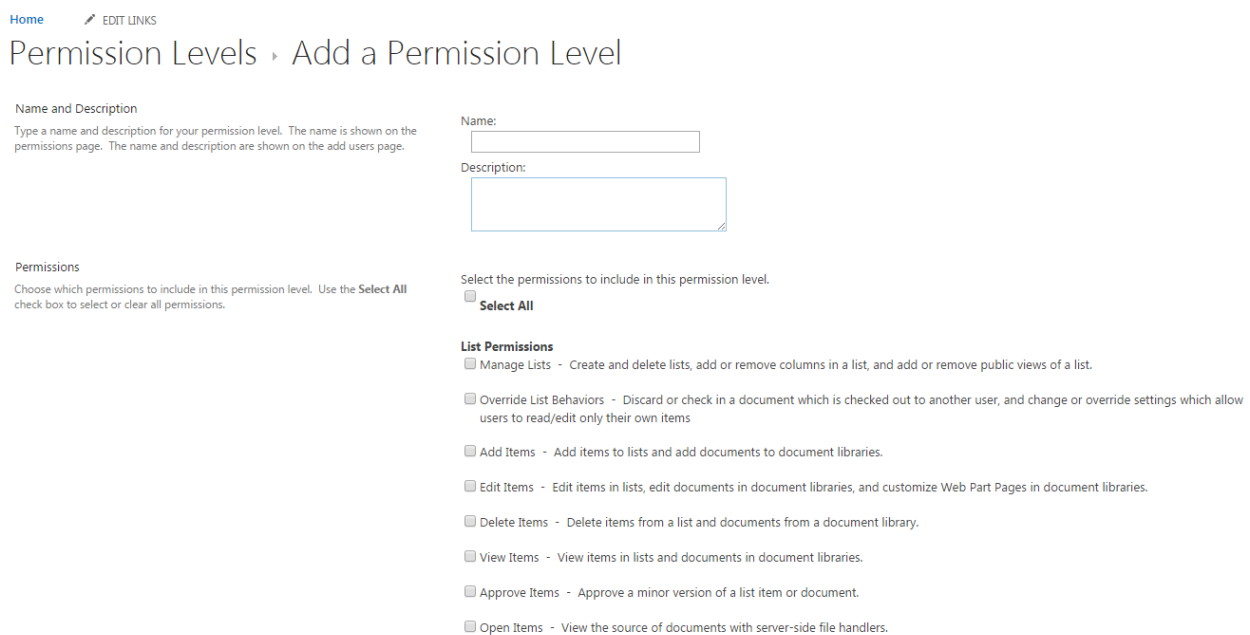 Home EDIT LINKS
Permission Levels ▸ Add a Permission Level
Name and Description
Type a name and description for your permission level. The name is shown on the
permissions page. The name and description are shown on the add users page.
Name:
Description:
Permissions
Choose which permissions to include in this permission level. Use the Select All
check box to select or clear all permissions.
Select the permissions to include in this permission level.
Select All
List Permissions
Manage Lists - Create and delete lists, add or remove columns in a list, and add or remove public views of a list.
Override List Behaviors - Discard or check in a document which is checked out to another user, and change or override settings which allow
users to read/edit only their own items
Add Items - Add items to lists and add documents to document libraries.
Edit Items - Edit items in lists, edit documents in document libraries, and customize Web Part Pages in document libraries.
Delete Items - Delete items from a list and documents from a document library.
View Items - View items in lists and documents in document libraries.
Approve Items - Approve a minor version of a list item or document.
Open Items - View the source of documents with server-side file handlers.